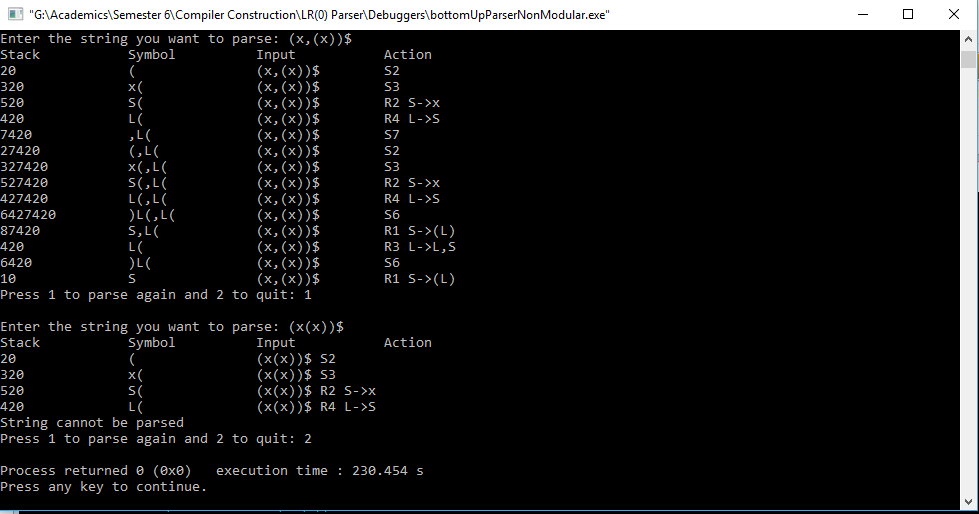 "G:\Academics\Semester 6\Compiler Construction\LR(0) Parser\Debuggers\bottomUpParserNonModular.exe"
Enter the string you want to parse: (x,(x))$
Stack Symbol Input Action
20 ( (x,(x))$ S2
320 x( (x,(x))$ S3
520 S( (x,(x))$ R2 S->x
420 L( (x,(x))$ R4 L->S
7420 ,L( (x,(x))$ S7
27420 (,L( (x,(x))$ S2
327420 x(,L( (x,(x))$ S3
527420 S(,L( (x,(x))$ R2 S->x
427420 L(,L( (x,(x))$ R4 L->S
6427420 )L(,L( (x,(x))$ S6
87420 S,L( (x,(x))$ R1 S->(L)
420 L( (x,(x))$ R3 L->L,S
6420 )L( (x,(x))$ S6
10 S (x,(x))$ R1 S->(L)
Press 1 to parse again and 2 to quit: 1
Enter the string you want to parse: (x(x))$
Stack Symbol Input Action
20 ( (x(x))$ S2
320 x( (x(x))$ S3
520 S( (x(x))$ R2 S->x
420 L( (x(x))$ R4 L->S
String cannot be parsed
Press 1 to parse again and 2 to quit: 2
Process returned 0 (0x0) execution time : 230.454 s
Press any key to continue.